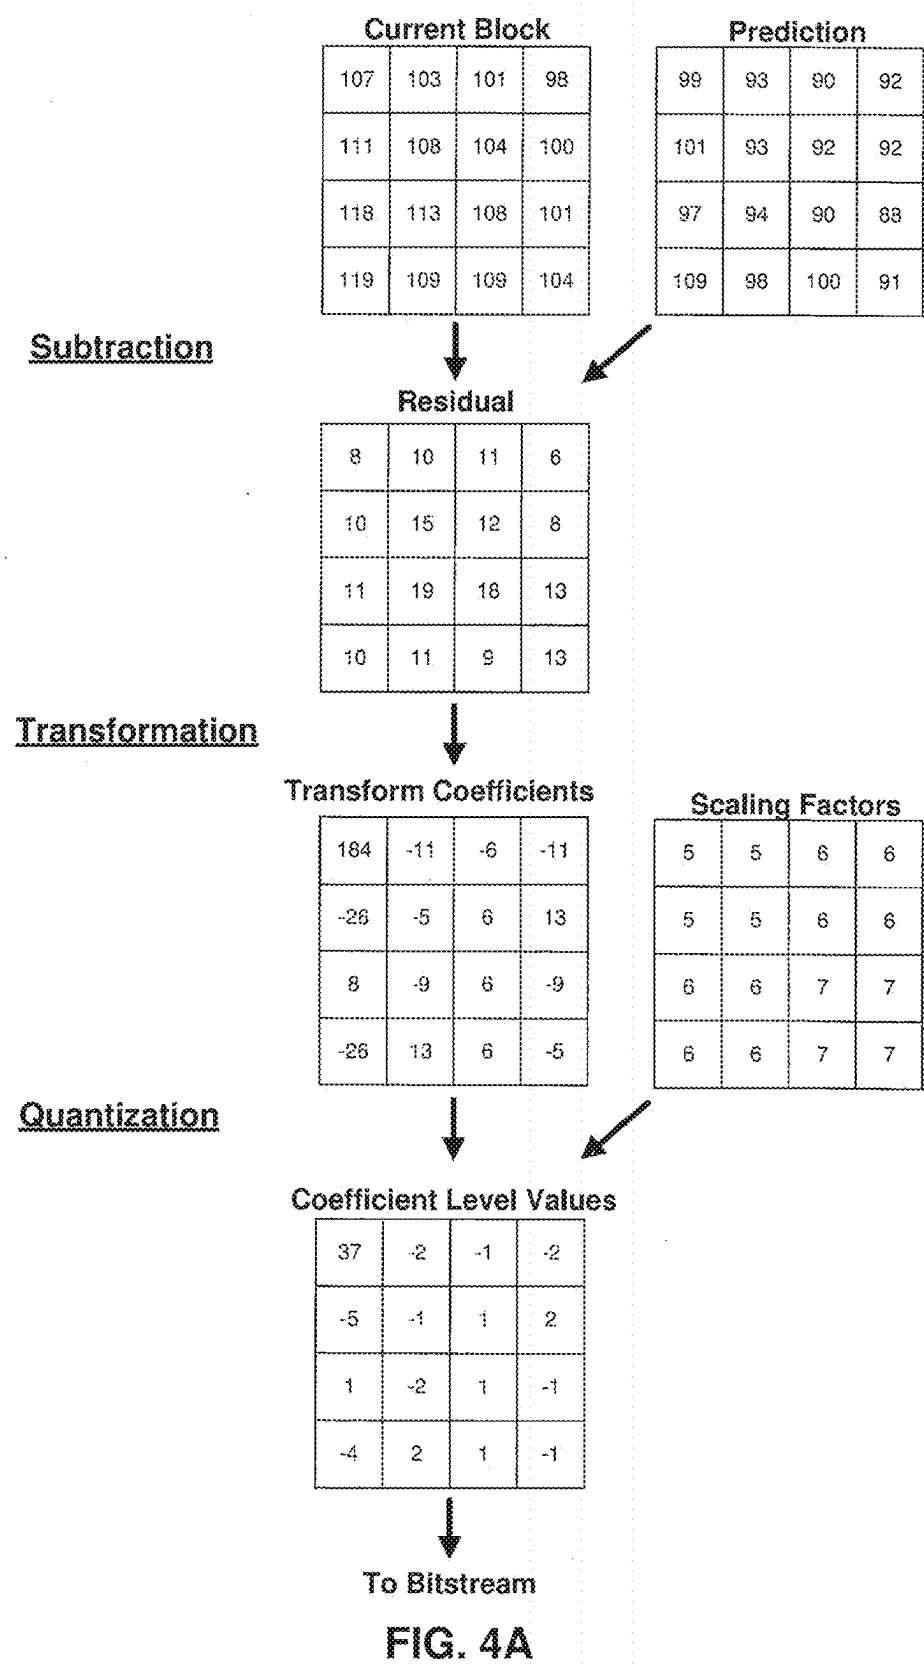 Current Block
Prediction
107 103 101 98
99 93 90 92
111 108 104 100
101 93 92 92
118 113 108 101
97 94 90 88
119 109 109 104
109 98 100 91
Subtraction
Residual
8 10 11 6
10 15 12 8
11 19 18 13
10 11 9 13
Transformation
Transform Coefficients
Scaling Factors
184 -11 -6 -11
5 5 6 6
-26 -5 6 13
5 5 6 6
8 -9 6 -9
6 6 7 7
-26 13 6 -5
6 6 7 7
Quantization
Coefficient Level Values
37 -2 -1 -2
-5 -1 1 2
1 -2 1 -1
-4 2 1 -1
To Bitstream
FIG. 4A